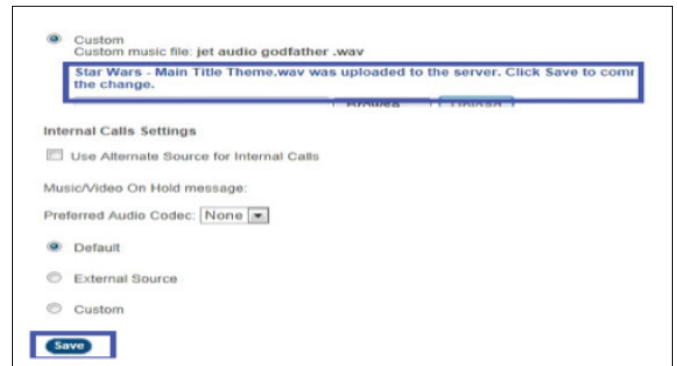 Custom
Custom music file: jet audio godfather .wav
Star Wars - Main Title Theme.wav was uploaded to the server. Click Save to
the change.
Internal Calls Settings
Use Alternate Source for Internal Calls
Music/Video On Hold message:
Preferred Audio Codec: None
Default
External Source
Custom
Save